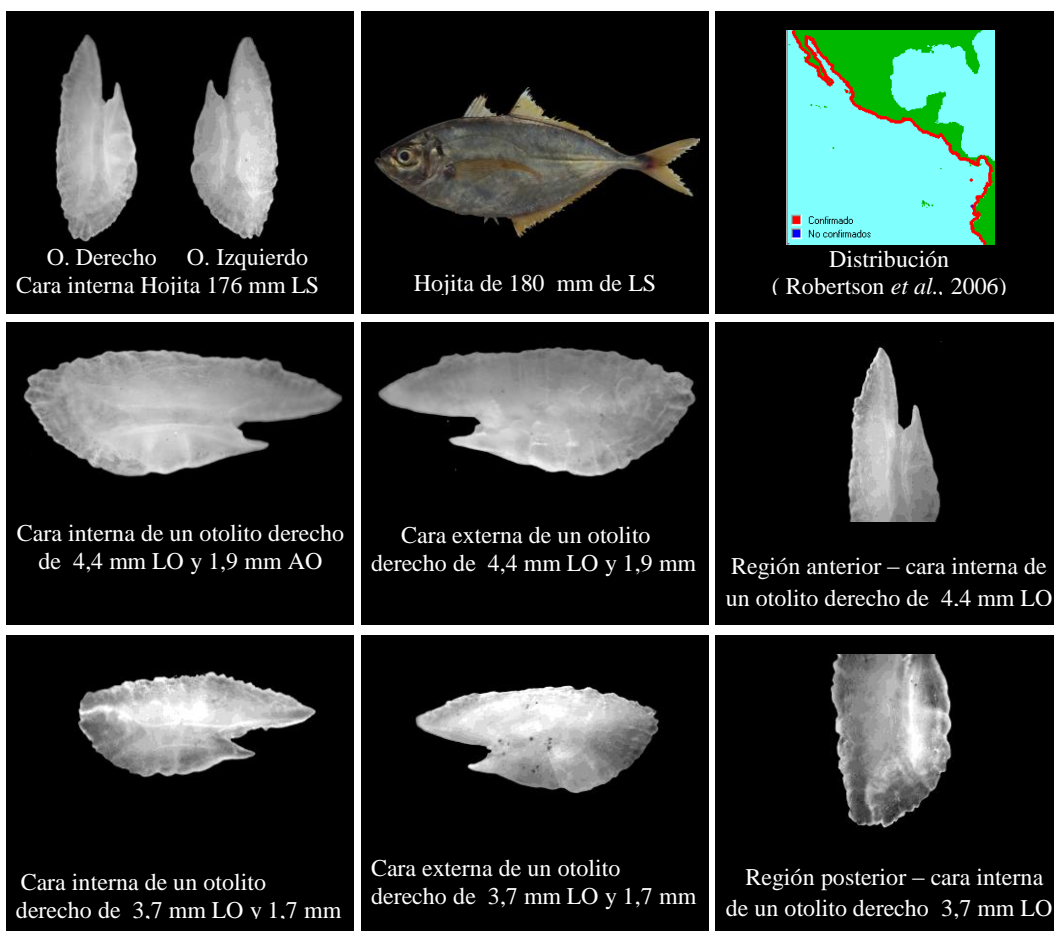 O. Derecho O. Izquierdo
Cara interna Hojita 176 mm LS
Hojita de 180 mm de LS
Confirmado
No confirmados
Distribución
( Robertson et al., 2006)
Cara interna de un otolito derecho
de 4,4 mm LO y 1,9 mm AO
Cara externa de un otolito
derecho de 4,4 mm LO y 1,9 mm
Región anterior – cara interna de
un otolito derecho de 4,4 mm LO
Cara interna de un otolito
derecho de 3,7 mm LO y 1,7 mm
Cara externa de un otolito
derecho de 3,7 mm LO y 1,7 mm
Región posterior – cara interna
de un otolito derecho 3,7 mm LO